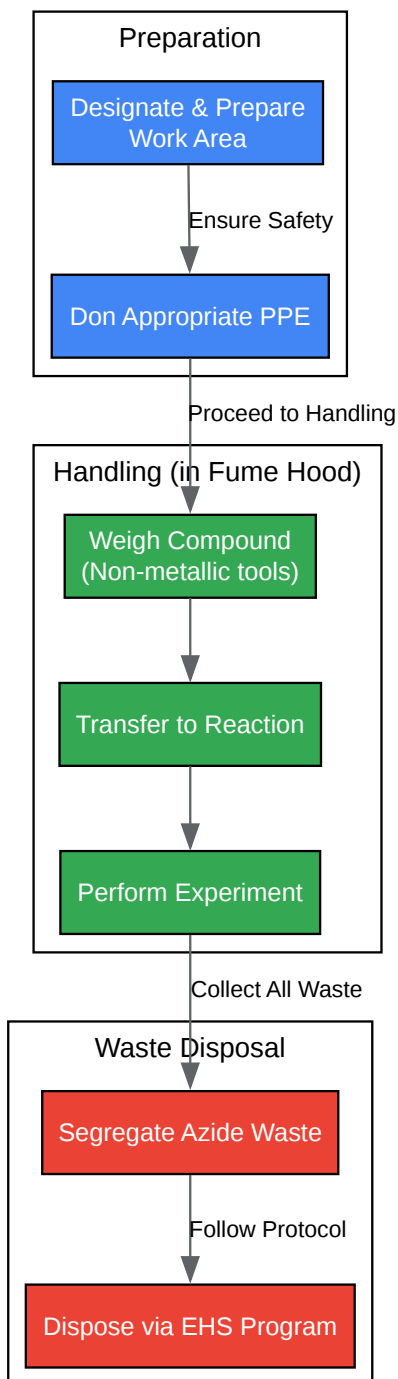 Preparation
Designate & Prepare
Work Area
Ensure Safety
Don Appropriate PPE
Proceed to Handling
Handling (in Fume Hood)
Weigh Compound
(Non-metallic tools)
Transfer to Reaction
Perform Experiment
Collect All Waste
Waste Disposal
Segregate Azide Waste
Follow Protocol
Dispose via EHS Program